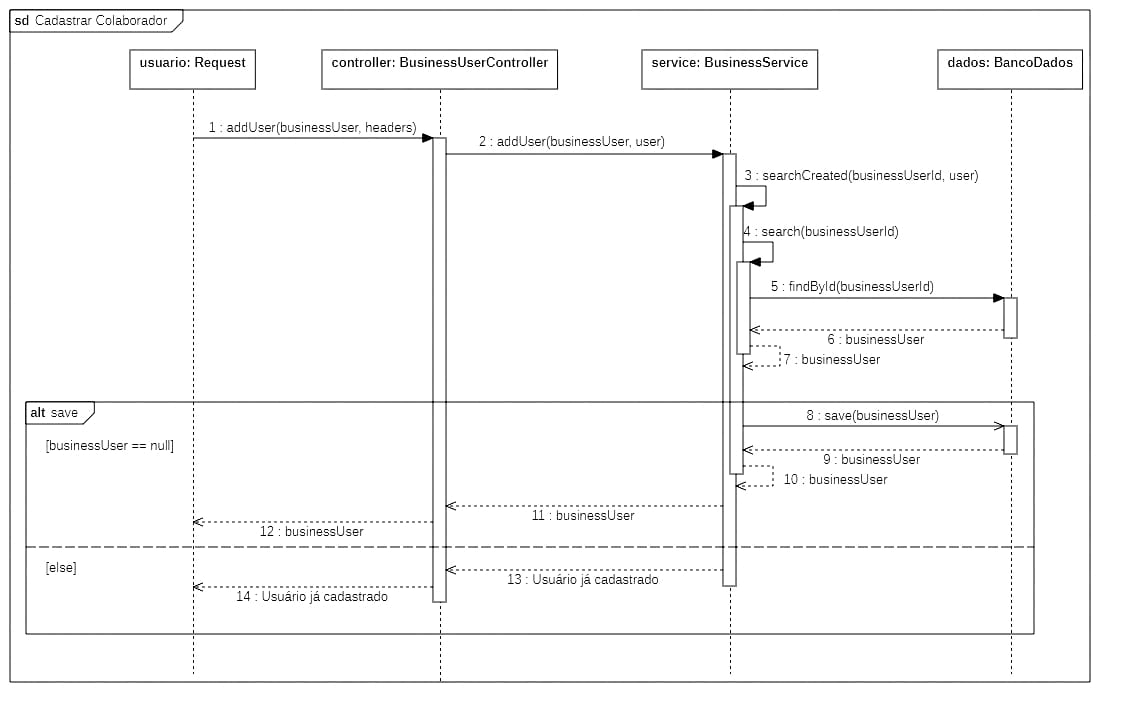 sd Cadastrar Colaborador
usuario: Request
controller: BusinessUserController
service: BusinessService
dados: BancoDados
1 : addUser(businessUser, headers)
2 : addUser(businessUser, user)
3 : searchCreated(businessUserId, user)
4 : search(businessUserId)
5 : findById(businessUserId)
6 : businessUser
7 : businessUser
alt save
8 : save(businessUser)
[businessUser == null]
9 : businessUser
10 : businessUser
11 : businessUser
12 : businessUser
[else]
13 : Usuário já cadastrado
14 : Usuário já cadastrado